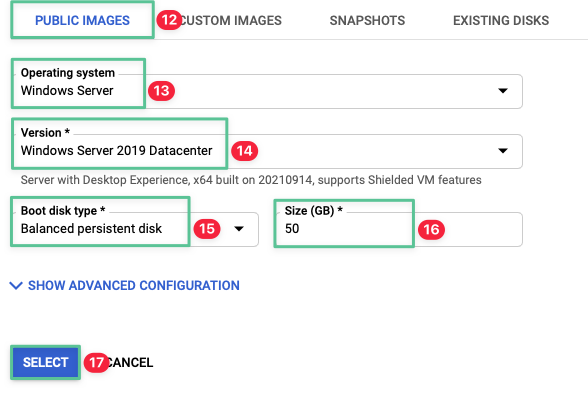 PUBLIC IMAGES 12 CUSTOM IMAGES SNAPSHOTS EXISTING DISKS
Operating system
Windows Server 13
Version *
Windows Server 2019 Datacenter 14
Server with Desktop Experience, x64 built on 20210914, supports Shielded VM features
Boot disk type * Size (GB) *
Balanced persistent disk 15 50 16
SHOW ADVANCED CONFIGURATION
SELECT 17 CANCEL